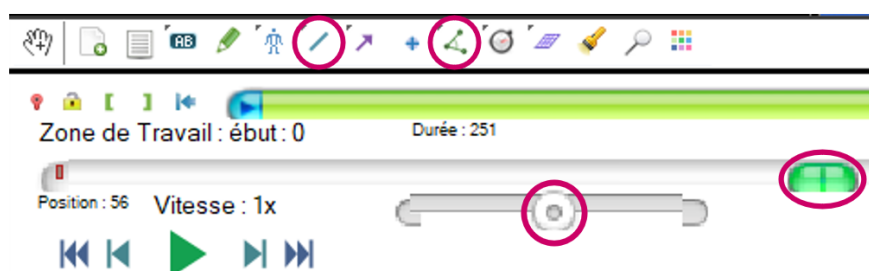 AB
Zone de Travail : ébut : 0
Durée : 251
Position : 56
Vitesse : 1x